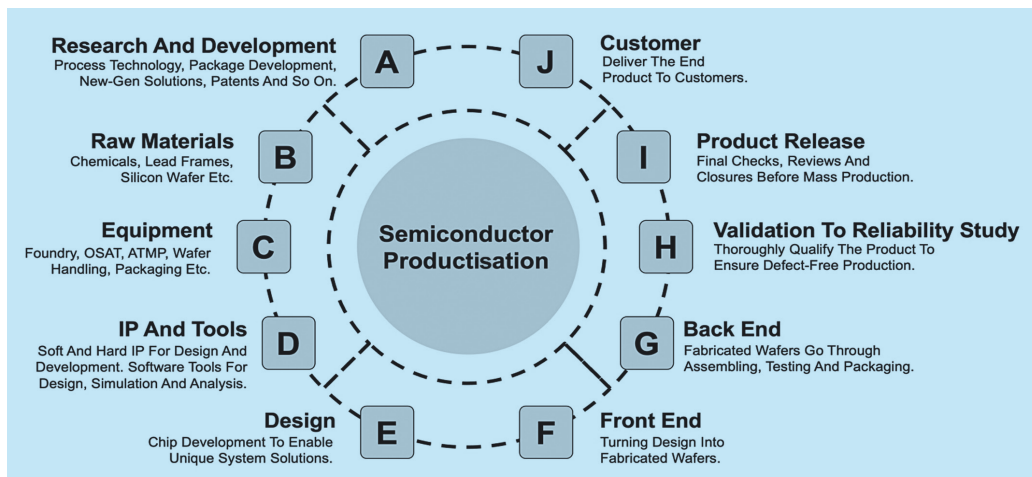 A
Research And Development
Process Technology, Package Development,
New-Gen Solutions, Patents And So On.
B
Raw Materials
Chemicals, Lead Frames,
Silicon Wafer Etc.
C
Equipment
Foundry, OSAT, ATMP, Wafer
Handling, Packaging Etc.
D
IP And Tools
Soft And Hard IP For Design And
Development. Software Tools For
Design, Simulation And Analysis.
E
Design
Chip Development To Enable
Unique System Solutions.
Semiconductor
Productisation
F
Front End
Turning Design Into
Fabricated Wafers.
G
Back End
Fabricated Wafers Go Through
Assembling, Testing And Packaging.
H
Validation To Reliability Study
Thoroughly Qualify The Product To
Ensure Defect-Free Production.
I
Product Release
Final Checks, Reviews And
Closures Before Mass Production.
J
Customer
Deliver The End
Product To Customers.